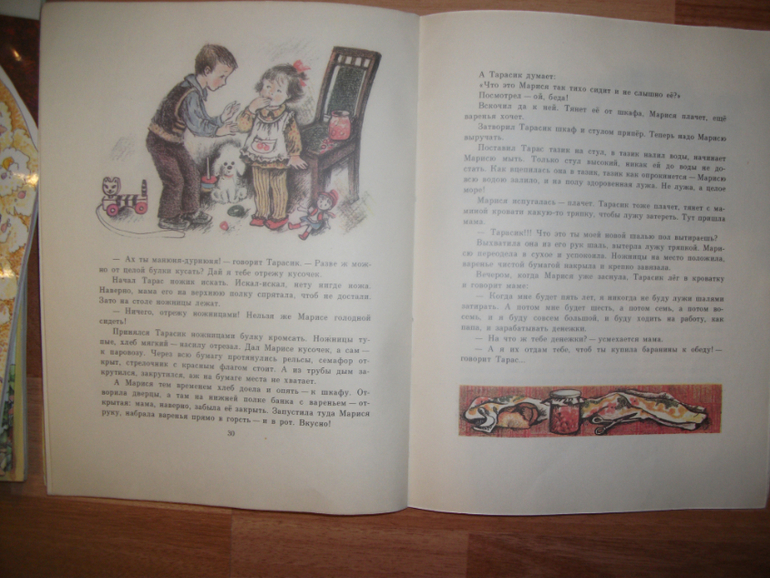 — Ах ты манюня-дурнюня! — говорит Тарасик. — Разве ж мож-
но от целой булки кусать? Дай я тебе отрежу кусочек.
Начал Тарас ножик искать. Искал-искал, нету нигде ножа.
Наверно, мама его на верхнюю полку спрятала, чтоб не достали.
Зато на столе ножницы лежат.
— Ничего, отрежу ножницами! Нельзя же Марисе голодной
сидеть!
Принялся Тарасик ножницами булку кромсать. Ножницы ту-
пые, хлеб мягкий — насилу отрезал. Дал Марисе кусочек, а сам —
к паровозу. Через всю бумагу протянулись рельсы, семафор от-
крыт, стрелочник с красным флагом стоит. А из трубы дым за-
крутился, закрутился, аж на бумаге места не хватает.
А Марися тем временем хлеб доела и опять — к шкафу. От-
ворила дверцы, а там на нижней полке банка с вареньем — от-
крытая: мама, наверно, забыла её закрыть. Запустила туда Марися
руку, набрала варенья прямо в горсть — и в рот. Вкусно!
30
А Тарасик думает:
«Что это Марися так тихо сидит и не слышно её?»
Посмотрел — ой, беда!
Вскочил да к ней. Тянет её от шкафа, Марися плачет, ещё
варенья хочет.
Затворил Тарасик шкаф и стулом припёр. Теперь надо Марисю
выручать.
Поставил Тарас тазик на стул, в тазик налил воды, начинает
Марисю мыть. Только стул высокий, никак ей до воды не до-
стать. Как вцепилась она в тазик, тазик как опрокинется — Марисю
всю водою залило, и на полу здоровенная лужа. Не лужа, а целое
море!
Марися испугалась — плачет. Тарасик тоже плачет, тянет с ма-
миной кровати какую-то тряпку, чтобы лужу затереть. Тут пришла
мама.
— Тарасик!!! Что это ты моей новой шалью пол вытираешь?
Выхватила она из его рук шаль, вытерла лужу тряпкой. Мари-
сю переодела в сухое и успокоила. Ножницы на место положила,
варенье чистой бумагой накрыла и крепко завязала.
Вечером, когда Марися уже заснула, Тарасик лёг в кроватку
и говорит маме:
— Когда мне будет пять лет, я никогда не буду лужи шалями
затирать. А потом мне будет шесть, а потом семь, а потом во-
семь, и я буду совсем большой, и буду ходить на работу, как
папа, и зарабатывать денежки.
— На что ж тебе денежки? — усмехается мама.
— А я их отдам тебе, чтоб ты купила баранины к обеду! —
говорит Тарас...